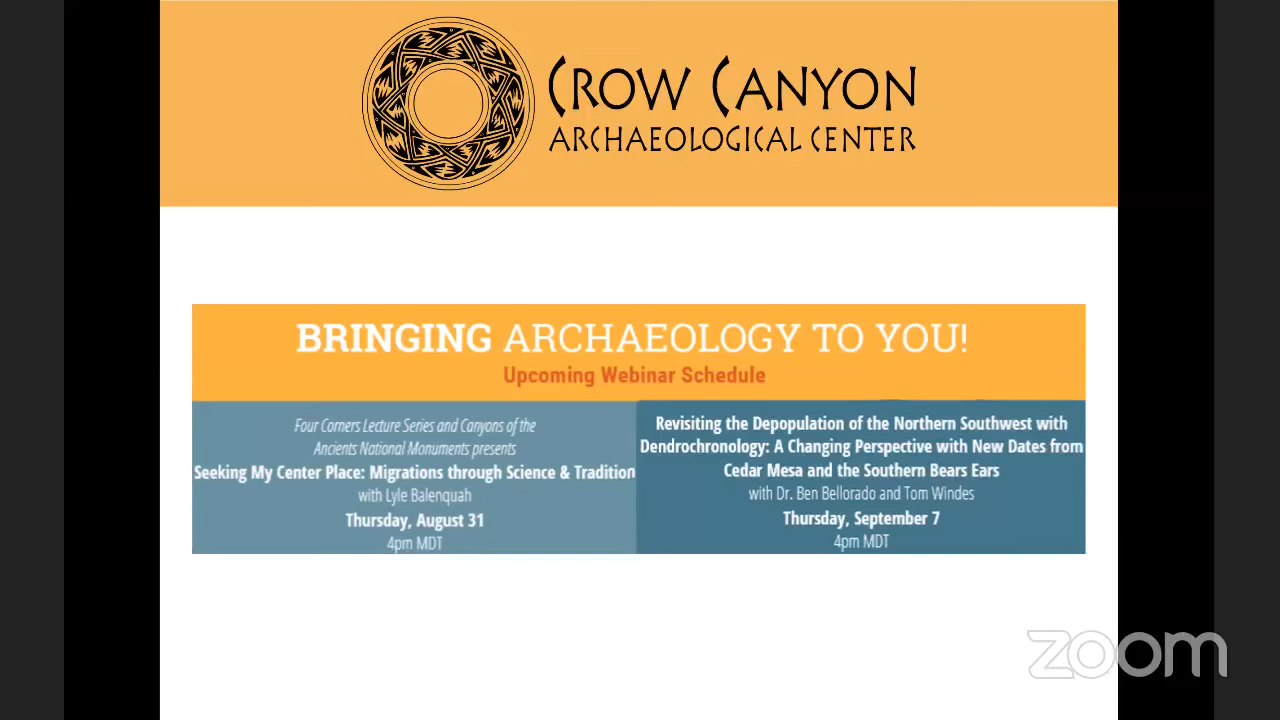 CROW CANYON
ARCHAEOLOGICAL CENTER
BRINGING ARCHAEOLOGY TO YOU!
Upcoming Webinar Schedule
Four Corners Lecture Series and Canyons of the
Ancients National Monuments presents
Seeking My Center Place: Migrations through Science & Tradition
with Lyle Balenquah
Thursday, August 31
4pm MDT
Revisiting the Depopulation of the Northern Southwest with
Dendrochronology: A Changing Perspective with New Dates from
Cedar Mesa and the Southern Bears Ears
with Dr. Ben Bellorado and Tom Windes
Thursday, September 7
4pm MDT
zoom